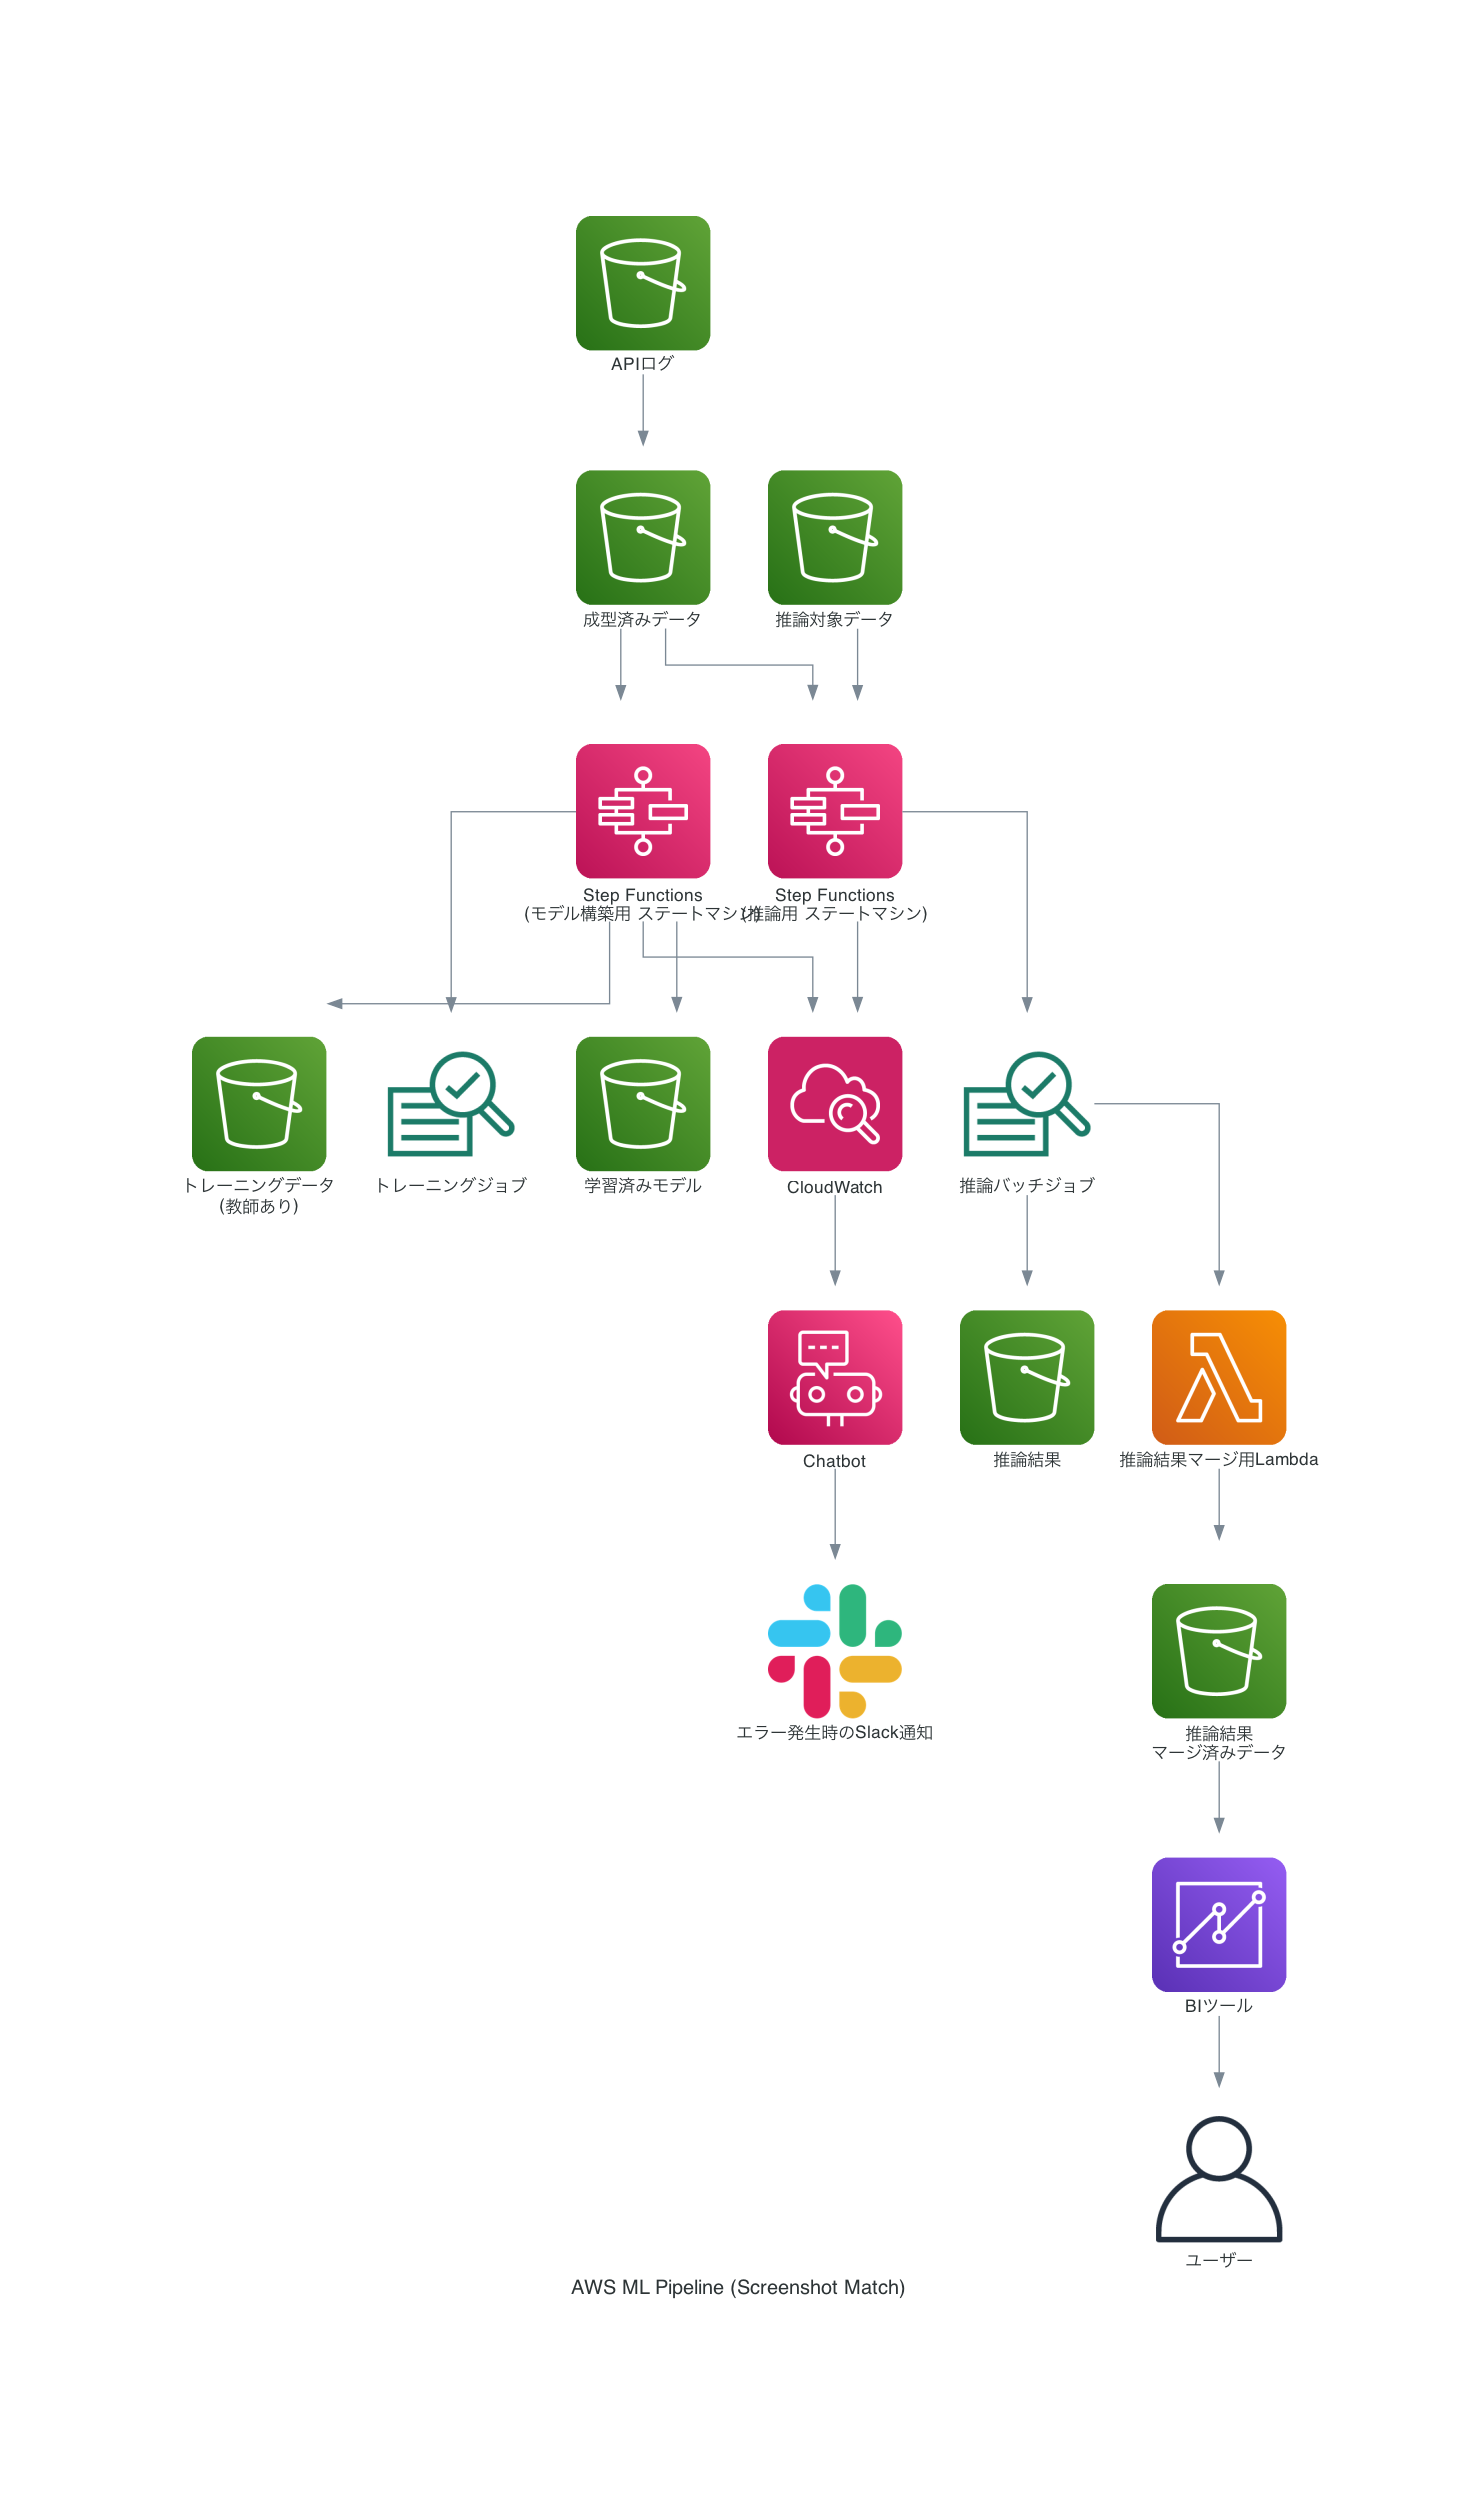 APIログ
成型済みデータ
推論対象データ
Step Functions
(モデル構築用 ステートマシン)
Step Functions
(推論用 ステートマシン)
トレーニングデータ
(教師あり)
トレーニングジョブ
学習済みモデル
CloudWatch
推論バッチジョブ
Chatbot
推論結果
推論結果マージ用Lambda
エラー発生時のSlack通知
推論結果
マージ済みデータ
BIツール
ユーザー
AWS ML Pipeline (Screenshot Match)